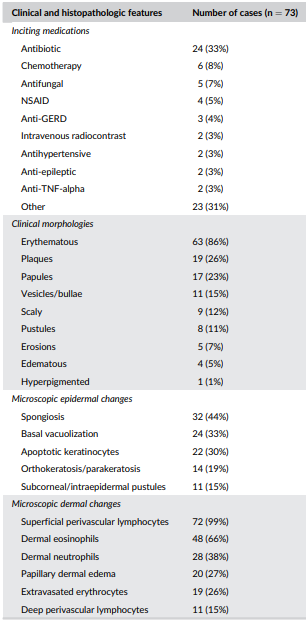 Clinical and histopathologic features Number of cases (n = 73)
Inciting medications
Antibiotic 24 (33%)
Chemotherapy 6 (8%)
Antifungal 5 (7%)
NSAID 4 (5%)
Anti-GERD 3 (4%)
Intravenous radiocontrast 2 (3%)
Antihypertensive 2 (3%)
Anti-epileptic 2 (3%)
Anti-TNF-alpha 2 (3%)
Other 23 (31%)
Clinical morphologies
Erythematous 63 (86%)
Plaques 19 (26%)
Papules 17 (23%)
Vesicles/bullae 11 (15%)
Scaly 9 (12%)
Pustules 8 (11%)
Erosions 5 (7%)
Edematous 4 (5%)
Hyperpigmented 1 (1%)
Microscopic epidermal changes
Spongiosis 32 (44%)
Basal vacuolization 24 (33%)
Apoptotic keratinocytes 22 (30%)
Orthokeratosis/parakeratosis 14 (19%)
Subcorneal/intraepidermal pustules 11 (15%)
Microscopic dermal changes
Superficial perivascular lymphocytes 72 (99%)
Dermal eosinophils 48 (66%)
Dermal neutrophils 28 (38%)
Papillary dermal edema 20 (27%)
Extravasated erythrocytes 19 (26%)
Deep perivascular lymphocytes 11 (15%)